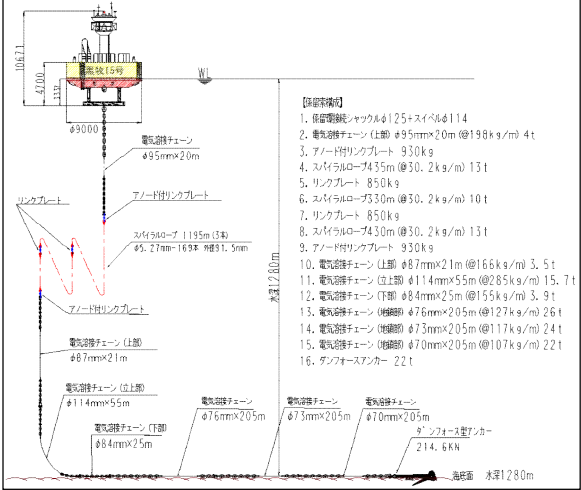 10671
4700
1337
黒牧15号
φ9000
WL
電気溶接チェーン
φ95mm×20m
アノード付リンクプレート
リンクプレート
スパイラルロープ 1195m(3本)
φ5.27mm-169本 外径91.5mm
アノード付リンクプレート
電気溶接チェーン(上部)
φ87mm×21m
電気溶接チェーン(立上部)
φ114mm×55m
電気溶接チェーン(下部)
φ84mm×25m
電気溶接チェーン
φ76mm×205m
電気溶接チェーン
φ73mm×205m
電気溶接チェーン
φ70mm×205m
ダンフォース型アンカー
214.6KN
海底面 水深1280m
水深1280m
【係留索構成】
1. 係留環接続シャックルφ125+スイベルφ114
2. 電気溶接チェーン(上部)φ95mm×20m(@198kg/m) 4t
3. アノード付リンクプレート 930kg
4. スパイラルロープ435m(@30.2kg/m) 13t
5. リンクプレート 850kg
6. スパイラルロープ330m(@30.2kg/m) 10t
7. リンクプレート 850kg
8. スパイラルロープ430m(@30.2kg/m) 13t
9. アノード付リンクプレート 930kg
10. 電気溶接チェーン(上部)φ87mm×21m(@166kg/m) 3.5t
11. 電気溶接チェーン(立上部)φ114mm×55m(@285kg/m) 15.7t
12. 電気溶接チェーン(下部)φ84mm×25m(@155kg/m) 3.9t
13. 電気溶接チェーン(地鎖部)φ76mm×205m(@127kg/m) 26t
14. 電気溶接チェーン(地鎖部)φ73mm×205m(@117kg/m) 24t
15. 電気溶接チェーン(地鎖部)φ70mm×205m(@107kg/m) 22t
16. ダンフォースアンカー 22t